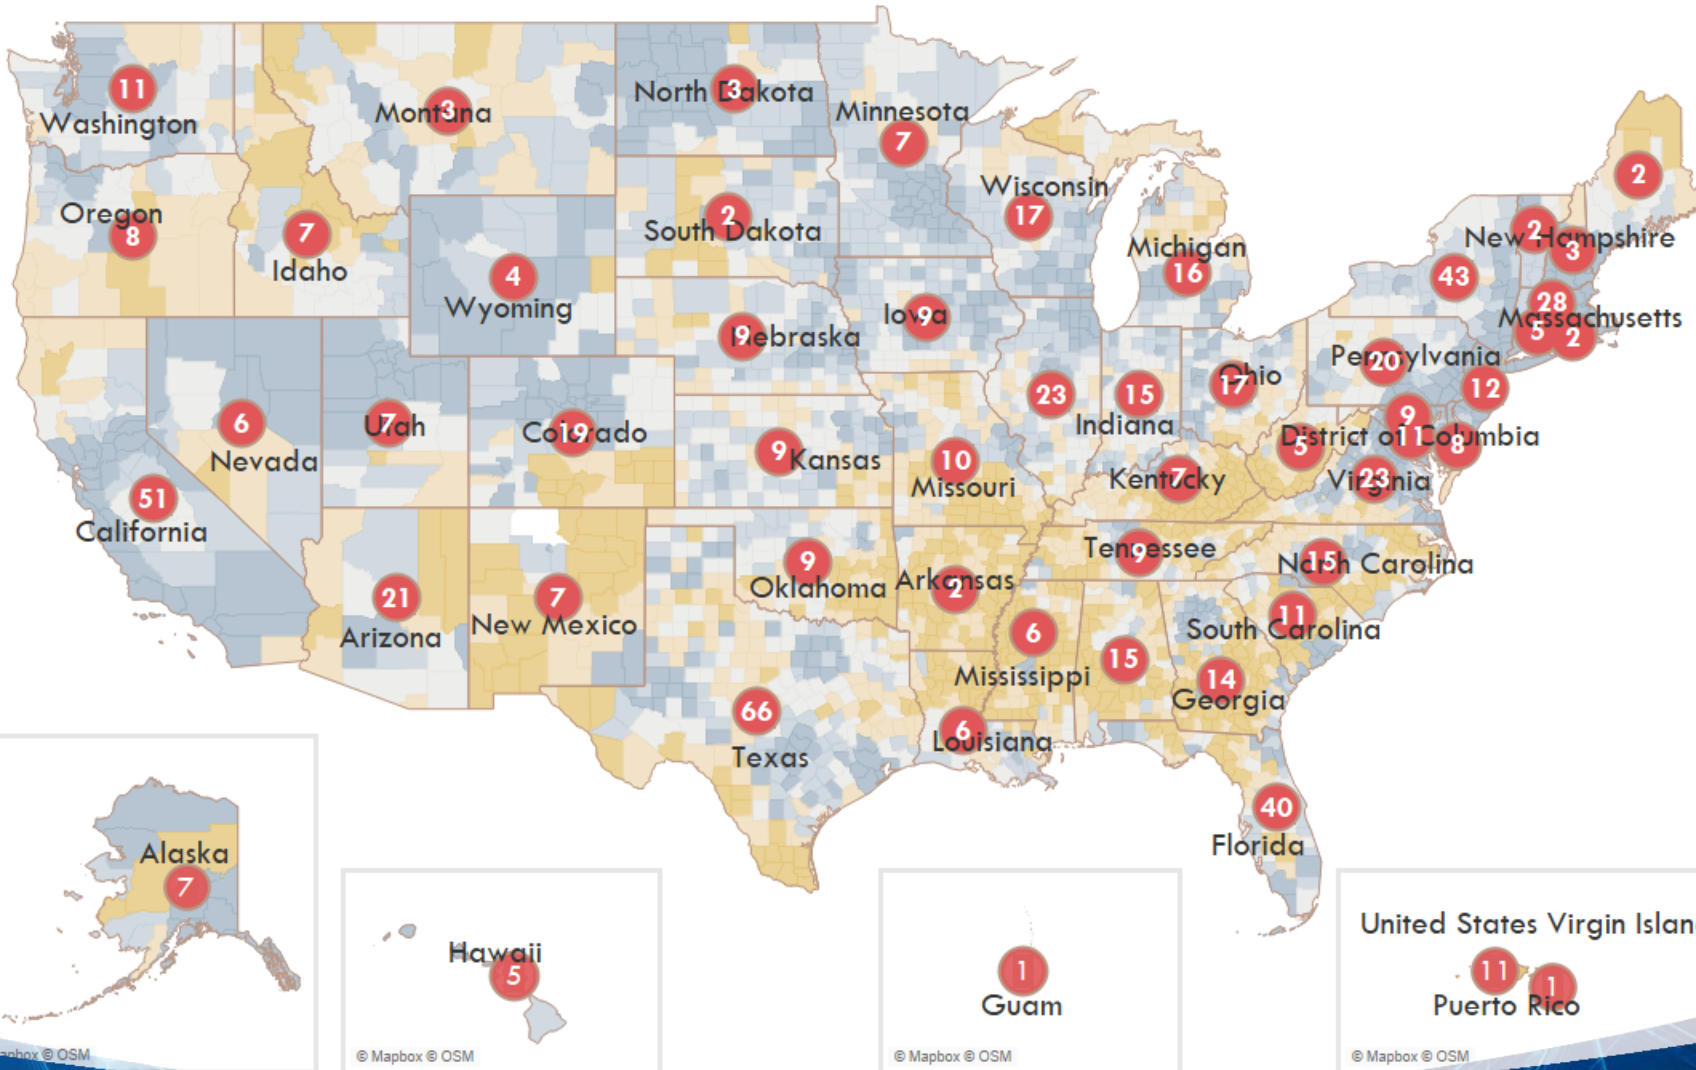 11
Washington
3
Montana
3
North Dakota
Minnesota
7
Oregon
8
7
Idaho
4
Wyoming
2
South Dakota
Wisconsin
17
Michigan
16
2
2
New Hampshire
3
43
28
Massachusetts
5
2
9
Nebraska
9
Iowa
Pennsylvania
20
12
23
15
Indiana
17
Ohio
6
Nevada
7
Utah
19
Colorado
9
Kansas
10
Missouri
7
Kentucky
5
9
District of Columbia
11
8
23
Virginia
51
California
21
Arizona
7
New Mexico
9
Oklahoma
Arkansas
2
Tennessee
9
15
North Carolina
11
South Carolina
6
Mississippi
15
14
Georgia
66
Texas
6
Louisiana
40
Florida
Alaska
7
Hawaii
5
1
Guam
United States Virgin Islan
11
1
Puerto Rico
apbox © OSM
© Mapbox © OSM
© Mapbox © OSM
© Mapbox © OSM